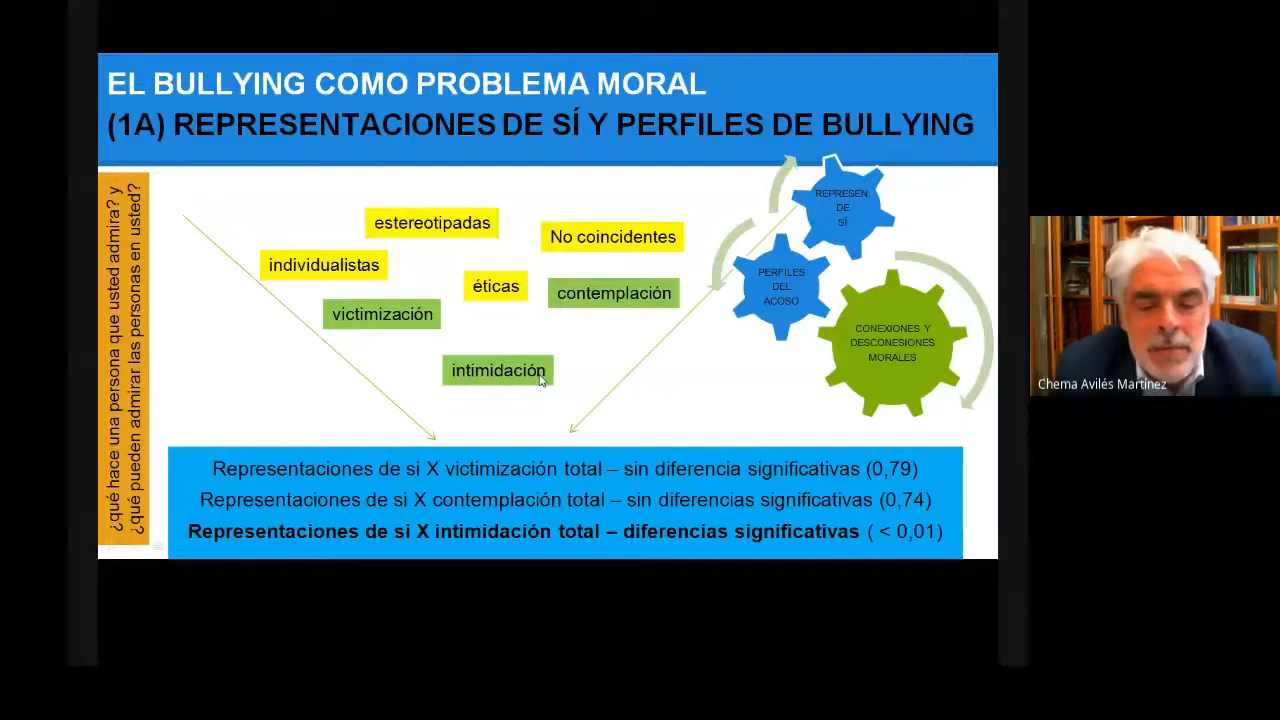 EL BULLYING COMO PROBLEMA MORAL
(1A) REPRESENTACIONES DE SÍ Y PERFILES DE BULLYING
¿qué hace una persona que usted admira? y
¿qué pueden admirar las personas en usted?
estereotipadas
No coincidentes
individualistas
éticas
contemplación
victimización
intimidación
REPRESEN.
DE
SÍ
PERFILES
DEL
ACOSO
CONEXIONES Y
DESCONESIONES
MORALES
Chema Avilés Martínez
Representaciones de si X victimización total – sin diferencia significativas (0,79)
Representaciones de si X contemplación total – sin diferencias significativas (0,74)
Representaciones de si X intimidación total – diferencias significativas ( < 0,01)